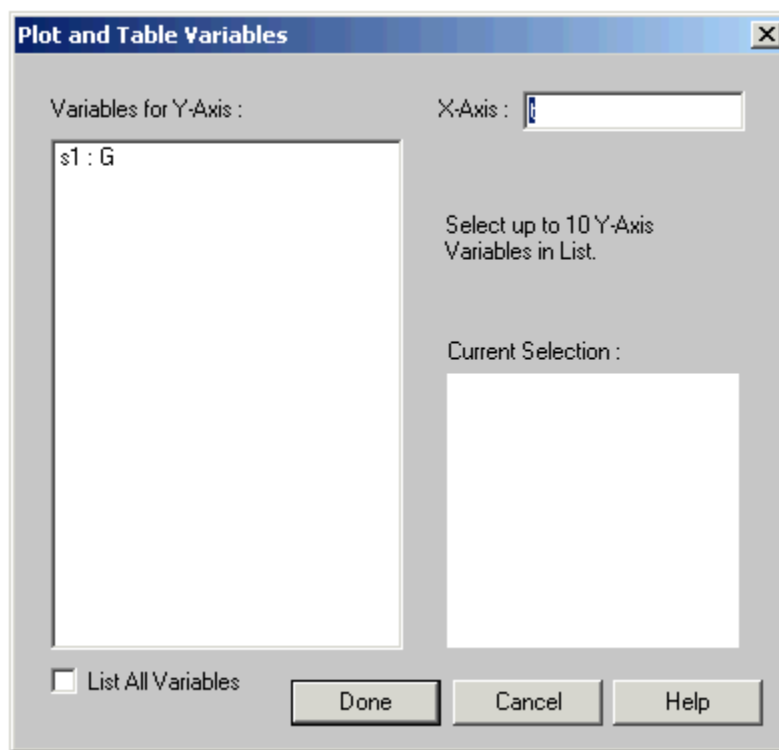 Plot and Table Variables
Variables for Y-Axis :
X-Axis : t
s1 : G
Select up to 10 Y-Axis
Variables in List.
Current Selection :
List All Variables
Done
Cancel
Help